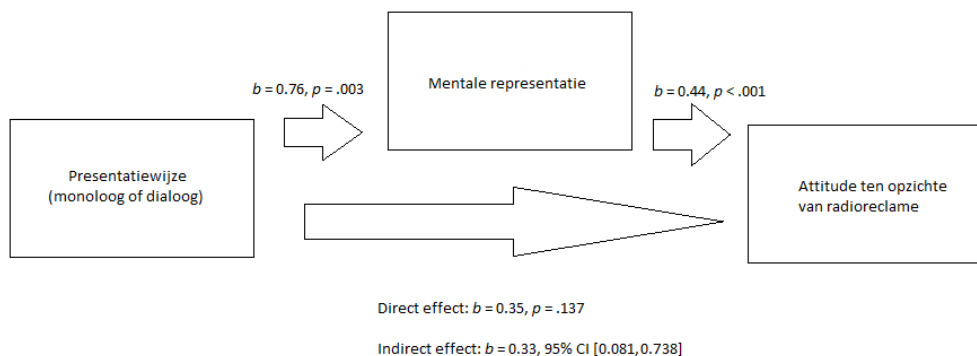 Mentale representatie
b = 0.76, p = .003
b = 0.44, p < .001
Presentatiewijze
(monoloog of dialoog)
Attitude ten opzichte
van radioreclame
Direct effect: b = 0.35, p = .137
Indirect effect: b = 0.33, 95% CI [0.081, 0.738]